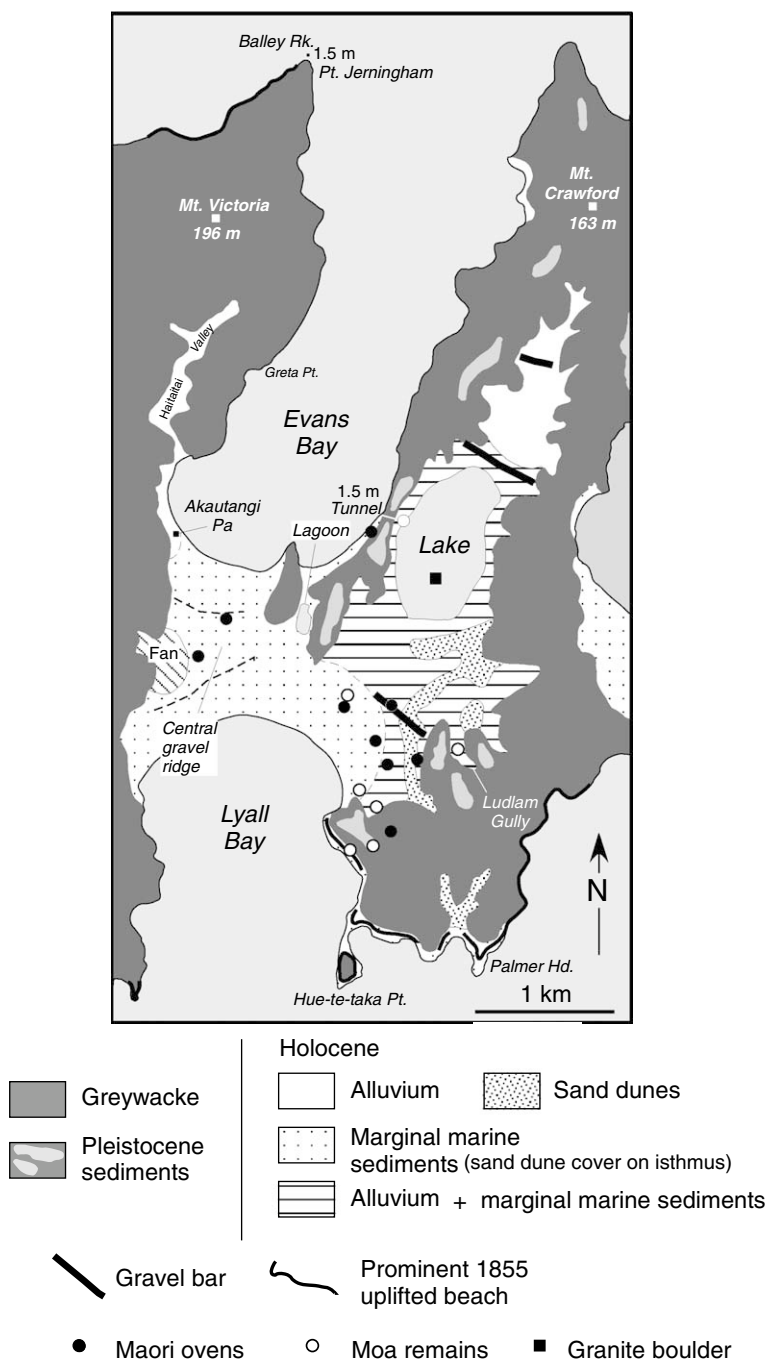 Balley Rk.
1.5 m
Pt. Jerningham
Mt. Victoria
196 m
Mt.
Crawford
163 m
Haitaitai
Valley
Greta Pt.
Evans
Bay
1.5 m
Tunnel
Akautangi
Pa
Lagoon
Lake
Fan
Central
gravel
ridge
Lyall
Bay
Ludlam
Gully
N
Palmer Hd.
Hue-te-taka Pt.
1 km
Holocene
Greywacke
Alluvium
Sand dunes
Pleistocene
sediments
Marginal marine
sediments (sand dune cover on isthmus)
Alluvium + marginal marine sediments
Gravel bar
Prominent 1855
uplifted beach
Maori ovens
Moa remains
Granite boulder